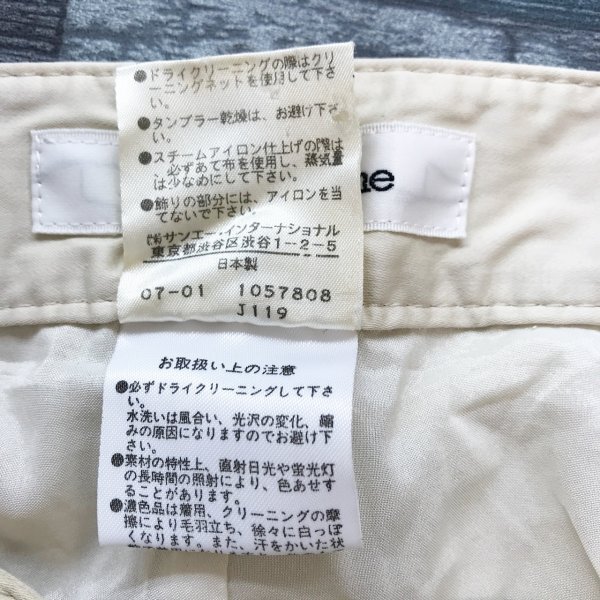 ●ドライクリーニングの際はクリ
ーニングネットを使用して下さ
い。
●タンブラー乾燥は、お避け下さ
い。
●スチームアイロン仕上げの際は
必ずあて布を使用し、蒸気量
は少なめにして下さい。
●飾りの部分には、アイロンを当
てないで下さい。
㈱サンエー・インターナショナル
東京都渋谷区渋谷1-2-5
日本製
07-01 1057808
J119
ne
お取扱い上の注意
●必ずドライクリーニングして下さ
い。
水洗いは風合い、光沢の変化、縮
みの原因になりますのでお避け下
さい。
●素材の特性上、直射日光や蛍光灯
の長時間の照射により、色あせす
ることがあります。
●濃色品は着用、クリーニングの摩
擦により毛羽立ち、徐々に白っぽ
くなります。また、汗をかいた状